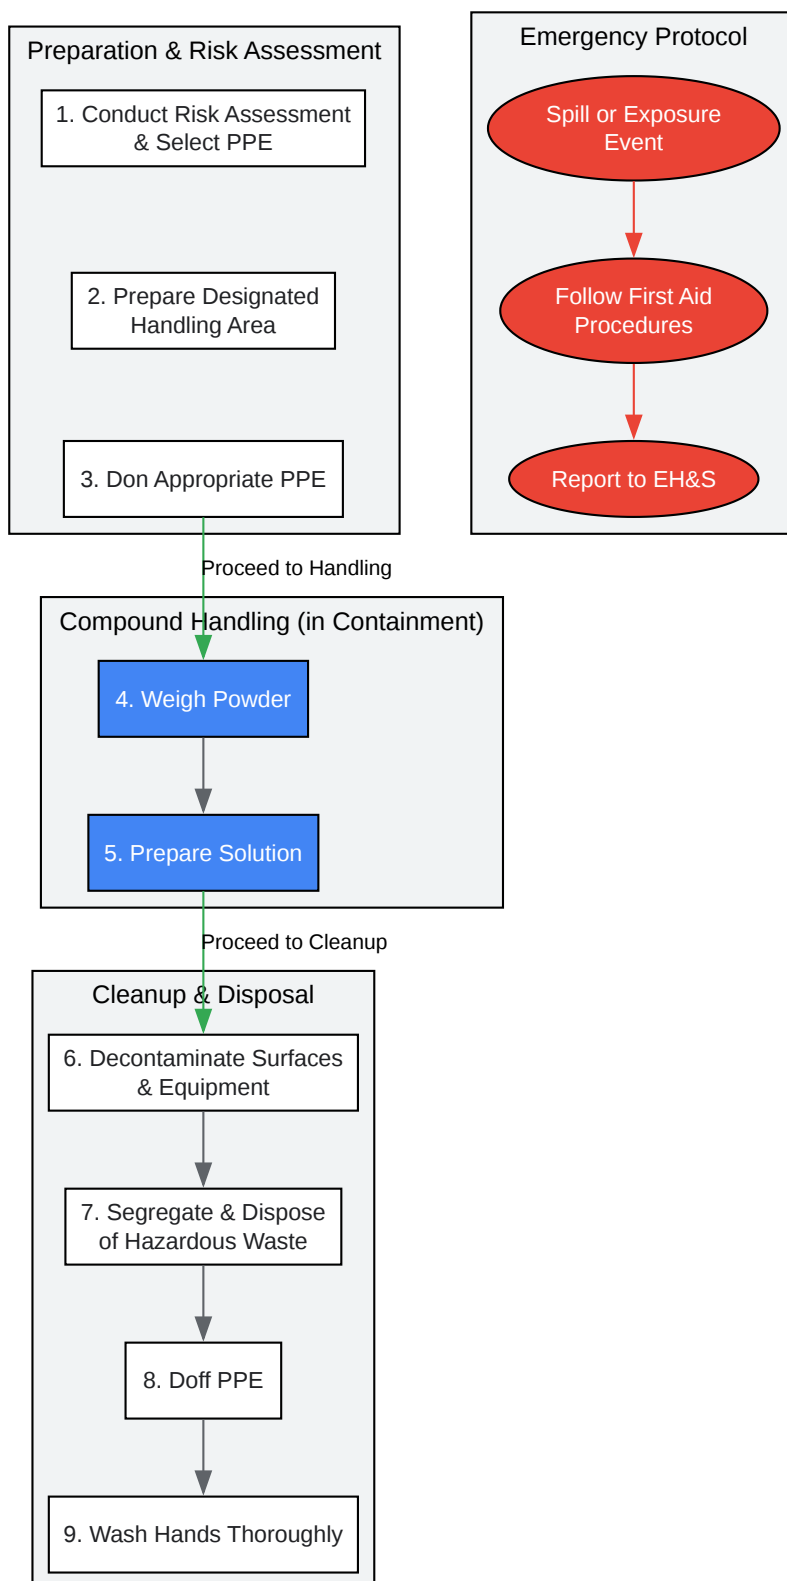 Preparation & Risk Assessment
1. Conduct Risk Assessment
& Select PPE
2. Prepare Designated
Handling Area
3. Don Appropriate PPE
Proceed to Handling
Compound Handling (in Containment)
4. Weigh Powder
5. Prepare Solution
Proceed to Cleanup
Cleanup & Disposal
6. Decontaminate Surfaces
& Equipment
7. Segregate & Dispose
of Hazardous Waste
8. Doff PPE
9. Wash Hands Thoroughly
Emergency Protocol
Spill or Exposure
Event
Follow First Aid
Procedures
Report to EH&S